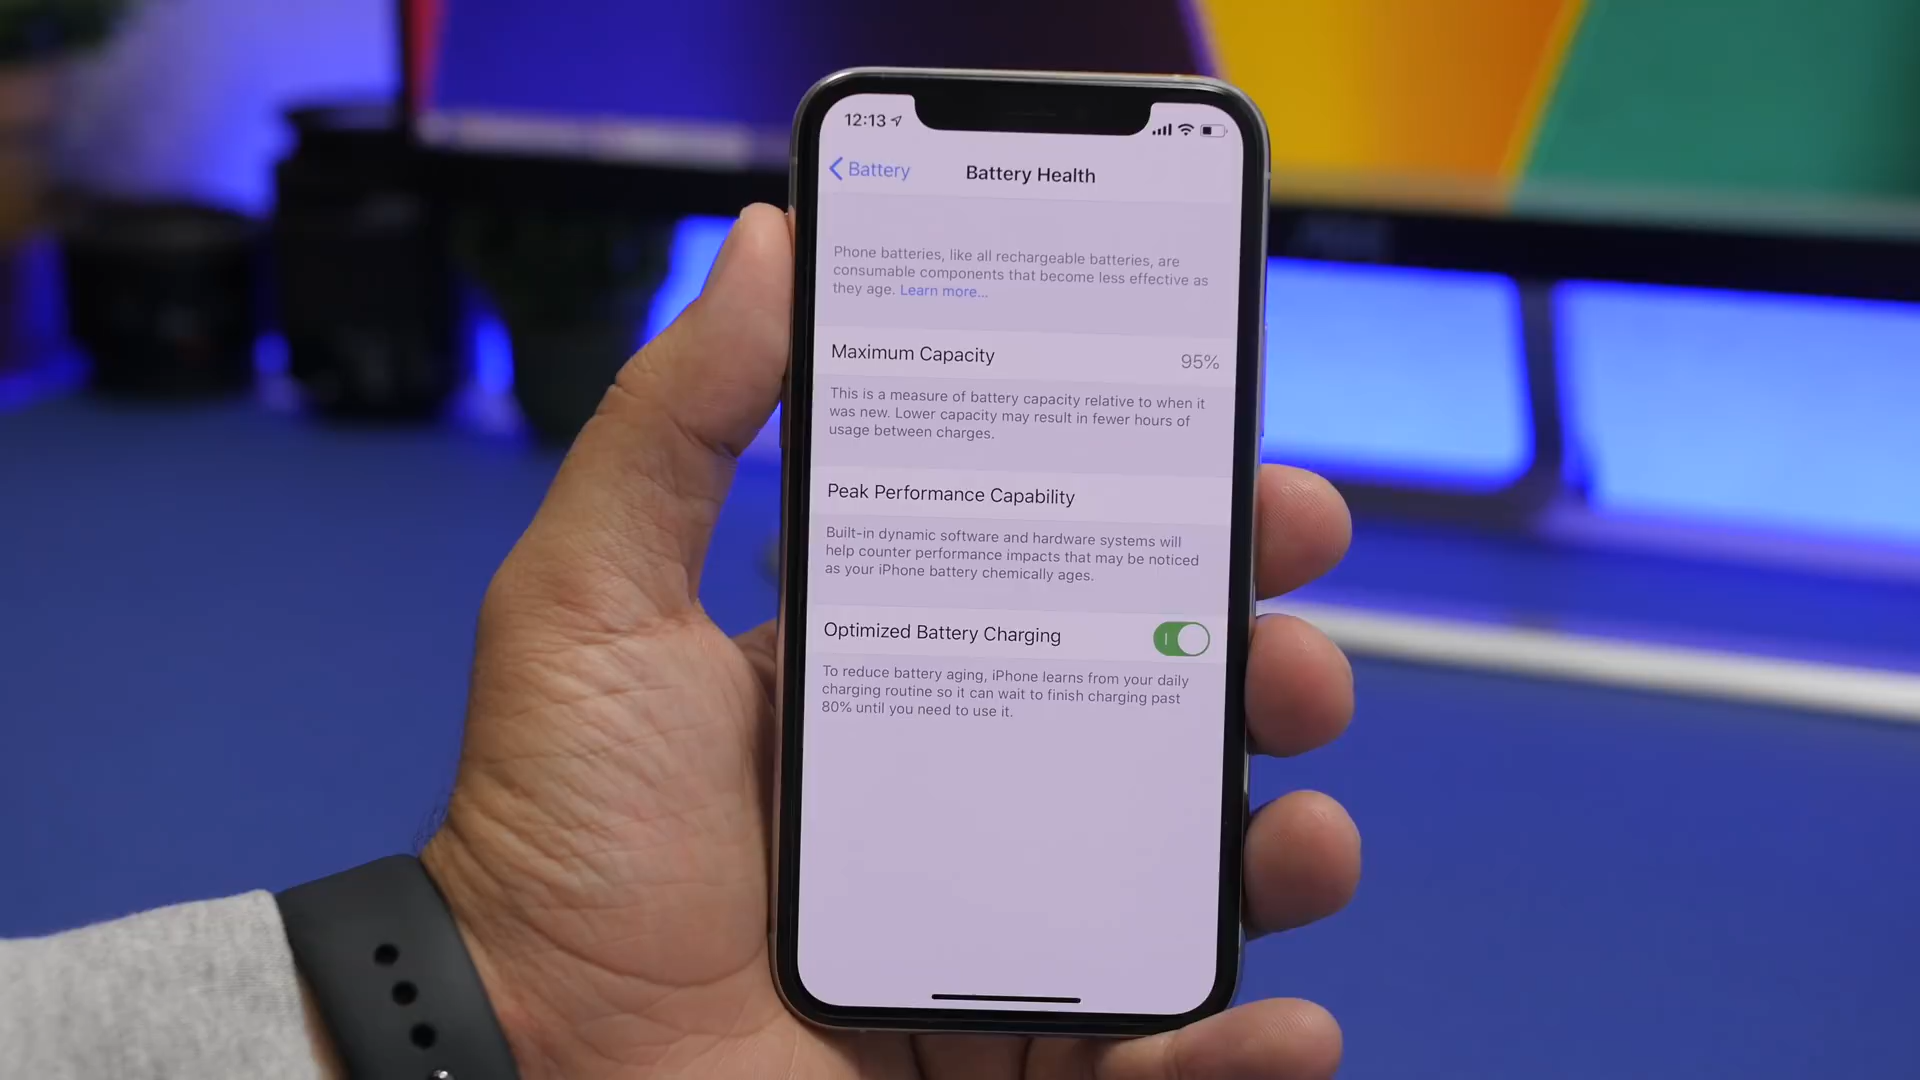 12:13
Battery
Battery Health
Phone batteries, like all rechargeable batteries, are
consumable components that become less effective as
they age. Learn more...
Maximum Capacity
95%
This is a measure of battery capacity relative to when it
was new. Lower capacity may result in fewer hours of
usage between charges.
Peak Performance Capability
Built-in dynamic software and hardware systems will
help counter performance impacts that may be noticed
as your iPhone battery chemically ages.
Optimized Battery Charging
To reduce battery aging, iPhone learns from your daily
charging routine so it can wait to finish charging past
80% until you need to use it.